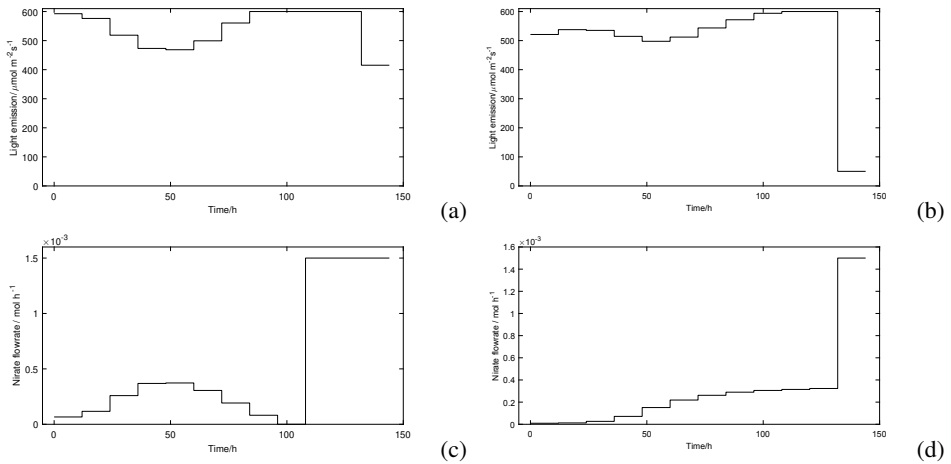 600
500
400
300
200
100
0
Light emission/ μmol m⁻²s⁻¹
0 50 100 150
Time/h
(a)
600
500
400
300
200
100
0
Light emission/μmol m⁻²s⁻¹
0 50 100 150
Time/h
(b)
×10⁻³
1.5
1
0.5
0
Nirate flowrate / mol h⁻¹
0 50 100 150
Time/h
(c)
×10⁻³
1.6
1.4
1.2
1
0.8
0.6
0.4
0.2
0
Nirate flowrate / mol h⁻¹
0 50 100 150
Time/h
(d)